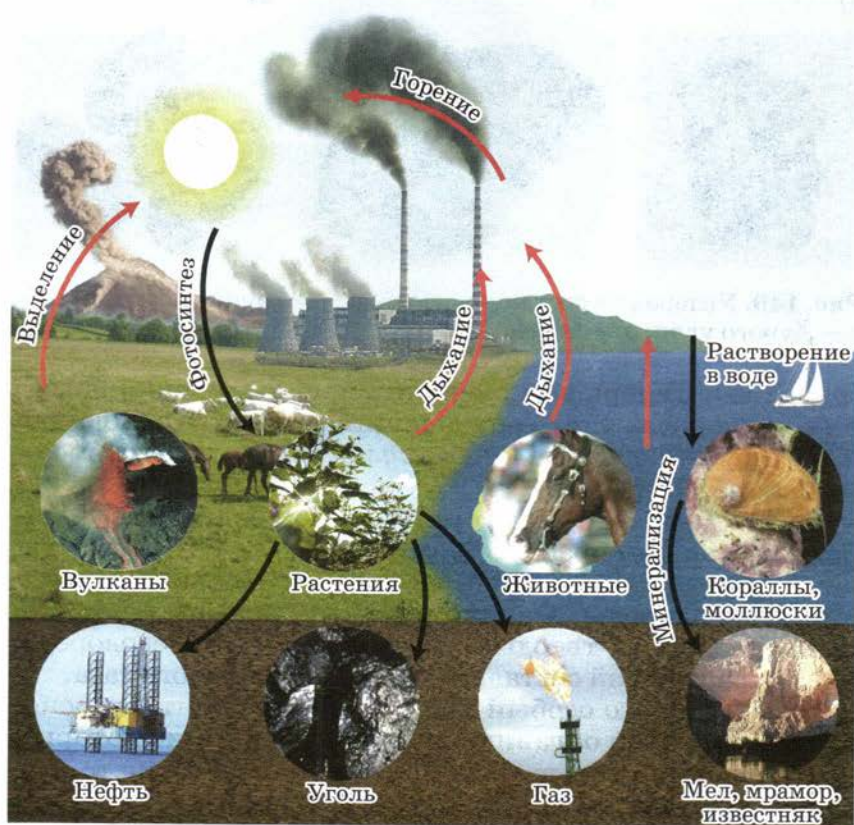 Горение
Выделение
Фотосинтез
Дыхание
Дыхание
Растворение
в воде
Минерализация
Вулканы
Растения
Животные
Кораллы,
моллюски
Нефть
Уголь
Газ
Мел, мрамор,
известняк